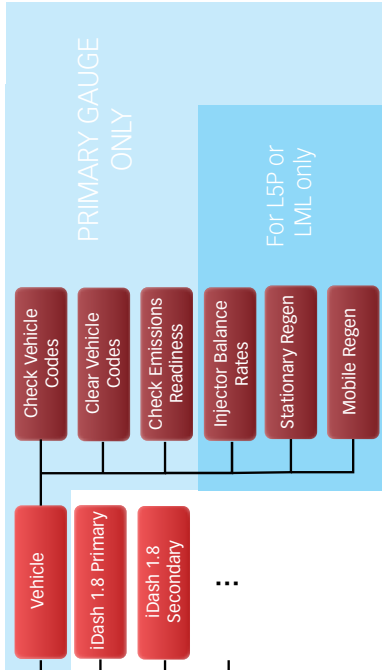 PRIMARY GAUGE
ONLY
For L5P or
LML only
Check Vehicle
Codes
Clear Vehicle
Codes
Check Emissions
Readiness
Injector Balance
Rates
Stationary Regen
Mobile Regen
Vehicle
iDash 1.8 Primary
iDash 1.8
Secondary
...